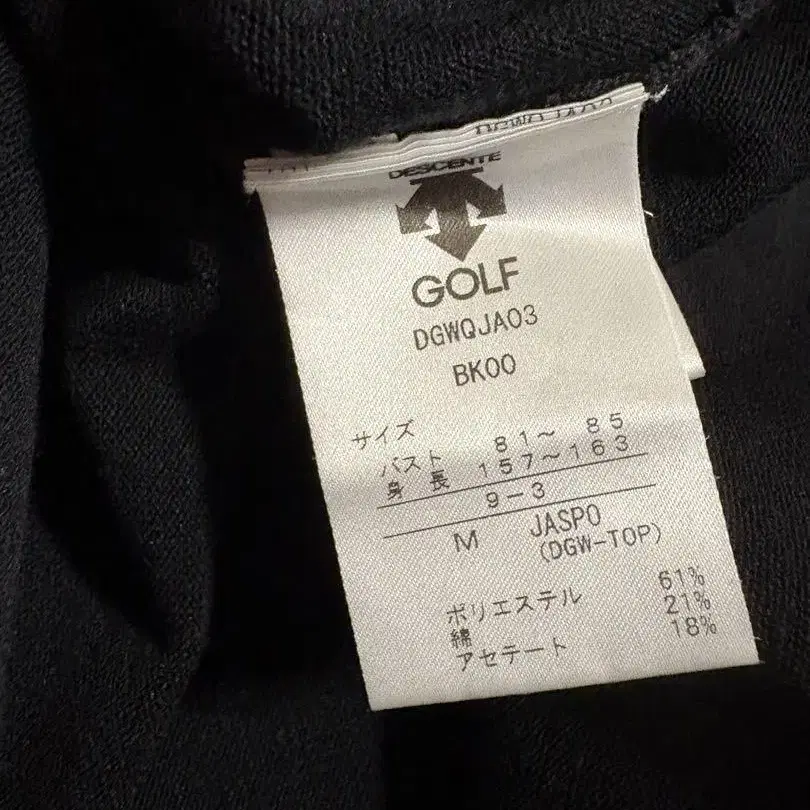 DESCENTE
GOLF
DGWQJA03
BK00
サイズ
バスト 81～ 85
身 長 157～163
9-3
M JASPO
(DGW-TOP)
ポリエステル 61%
綿 21%
アセテート 18%